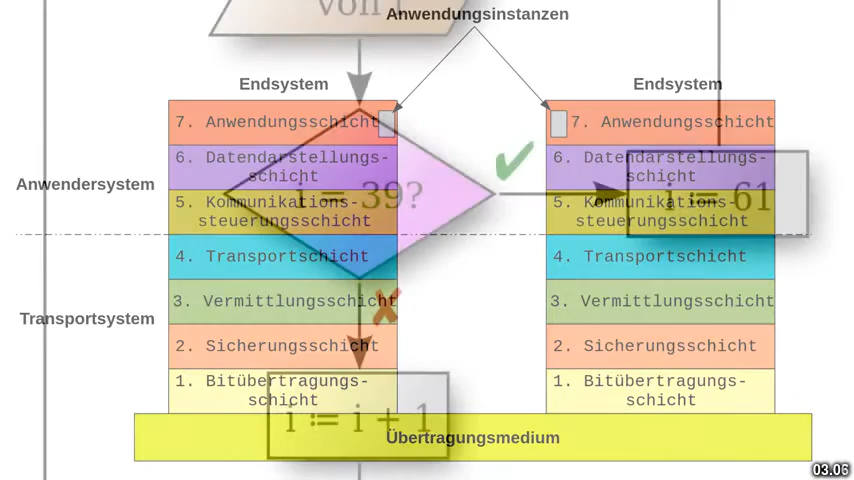 von i
Anwendungsinstanzen
Endsystem
Endsystem
7. Anwendungsschicht
7. Anwendungsschicht
6. Datendarstellungs-
schicht
6. Datendarstellungs-
schicht
Anwendersystem
i = 39?
i := 61
5. Kommunikations-
steuerungsschicht
5. Kommunikations-
steuerungsschicht
4. Transportschicht
4. Transportschicht
3. Vermittlungsschicht
3. Vermittlungsschicht
Transportsystem
2. Sicherungsschicht
2. Sicherungsschicht
1. Bitübertragungs-
schicht
1. Bitübertragungs-
schicht
i := i + 1
Übertragungsmedium
03.06